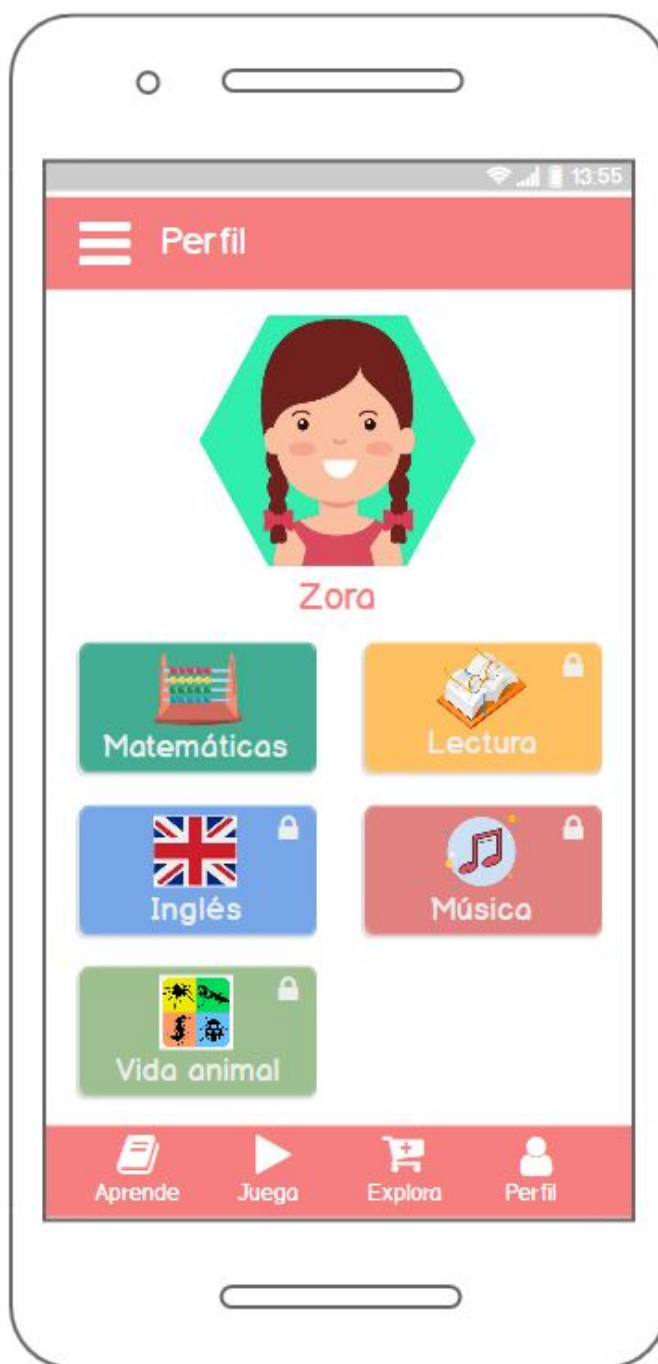 13:55
Perfil
Zora
Matemáticas
Lectura
Inglés
Música
Vida animal
Aprende
Juega
Explora
Perfil